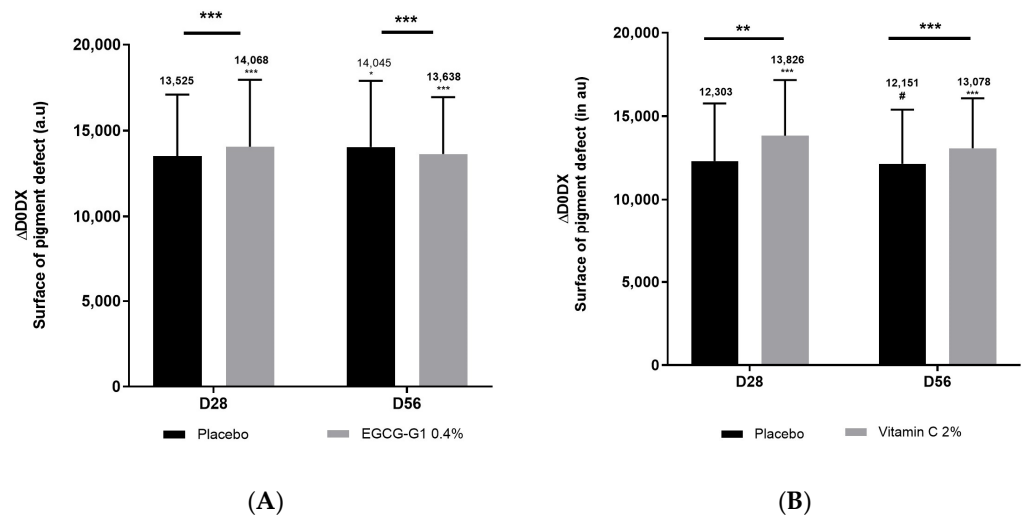 ***
***
20,000
15,000
10,000
5,000
0
ΔD0DX
Surface of pigment defect (a.u)
13,525
14,068
***
14,045
*
13,638
***
D28
D56
Placebo
EGCG-G1 0.4%
(A)
**
***
20,000
15,000
10,000
5,000
0
ΔD0DX
Surface of pigment defect (in au)
12,303
13,826
***
12,151
#
13,078
***
D28
D56
Placebo
Vitamin C 2%
(B)